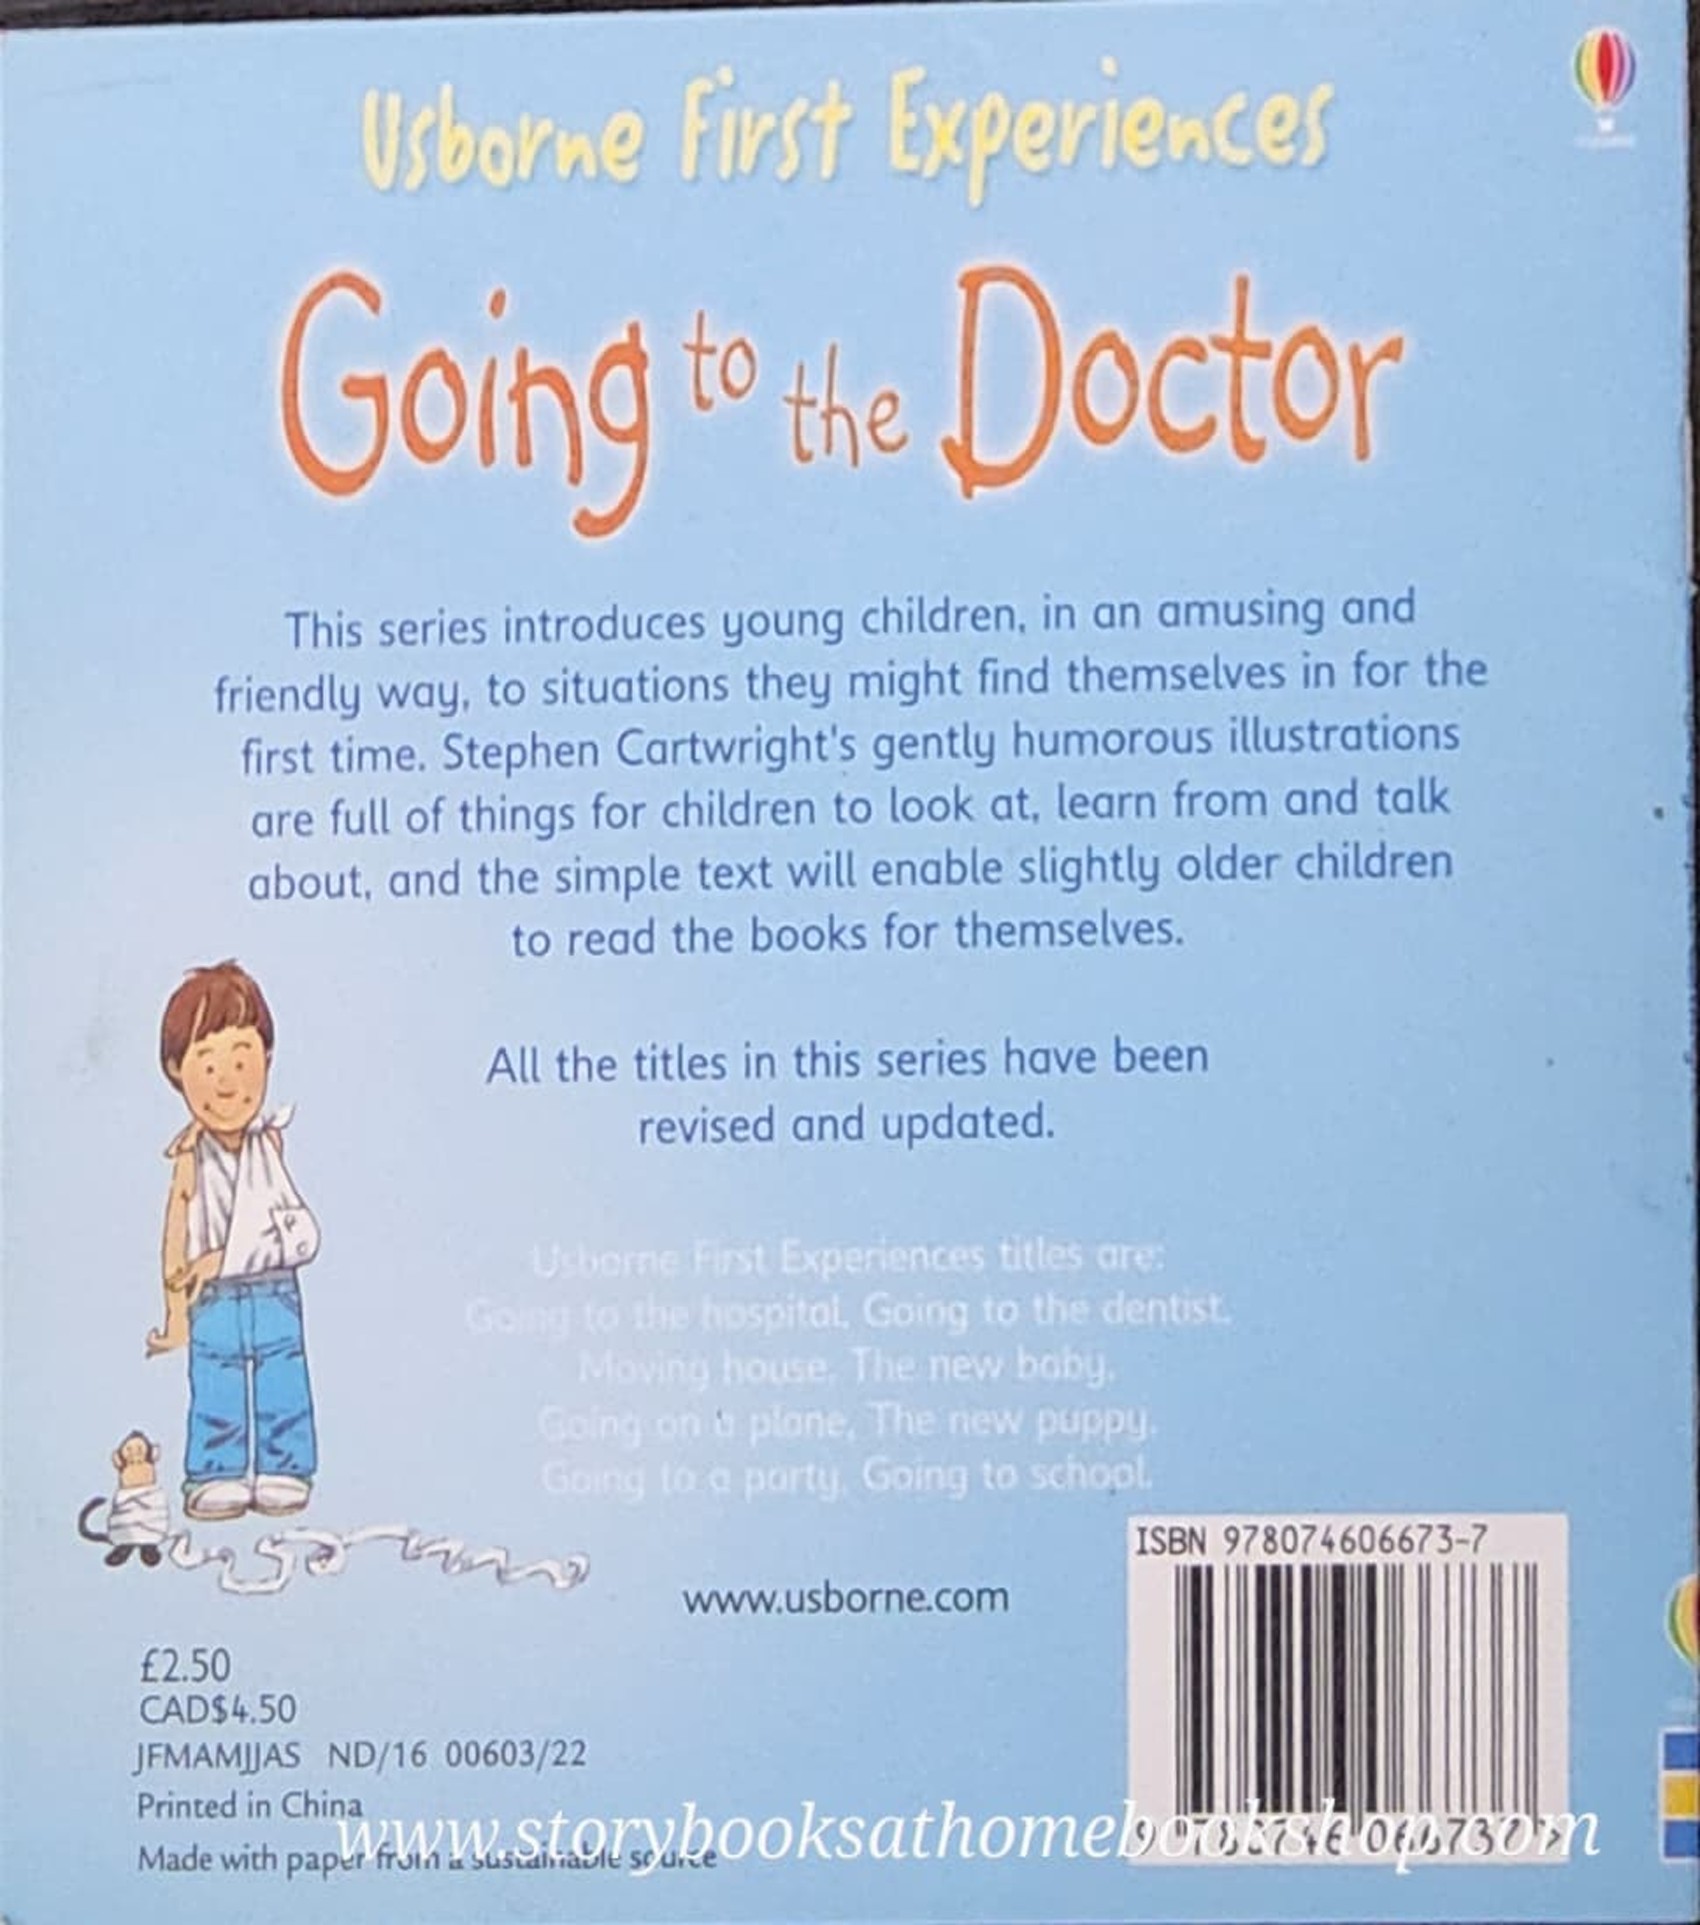 Usborne First Experiences
Going to the Doctor
This series introduces young children, in an amusing and
friendly way, to situations they might find themselves in for the
first time. Stephen Cartwright's gently humorous illustrations
are full of things for children to look at, learn from and talk
about, and the simple text will enable slightly older children
to read the books for themselves.
All the titles in this series have been
revised and updated.
Usborne First Experiences titles are:
Going to the hospital, Going to the dentist,
Moving house, The new baby,
Going on a plane, The new puppy,
Going to a party, Going to school.
ISBN 978074606673-7
www.usborne.com
£2.50
CAD$4.50
JFMAMJJAS ND/16 00603/22
Printed in China
Made with paper from a sustainable source
www.storybooksathomebookshop.com